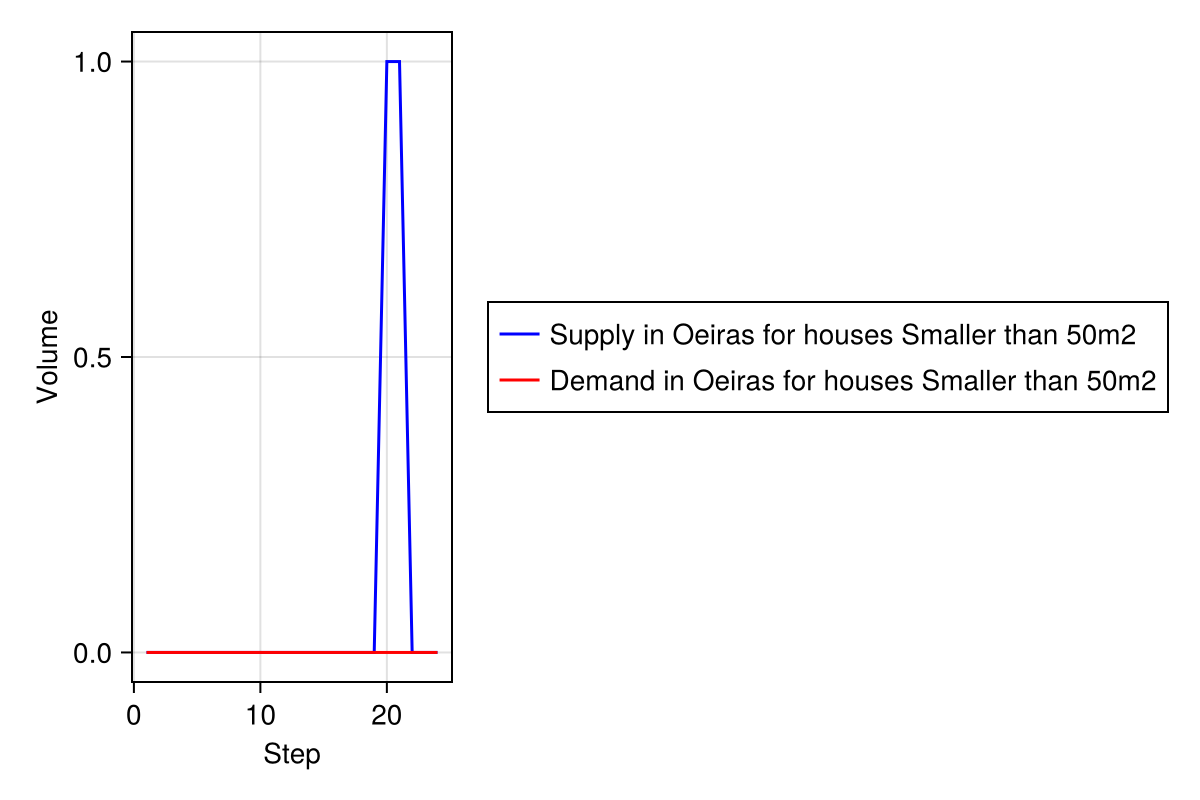 1.0
0.5
0.0
Volume
0
10
20
Step
Supply in Oeiras for houses Smaller than 50m2
Demand in Oeiras for houses Smaller than 50m2